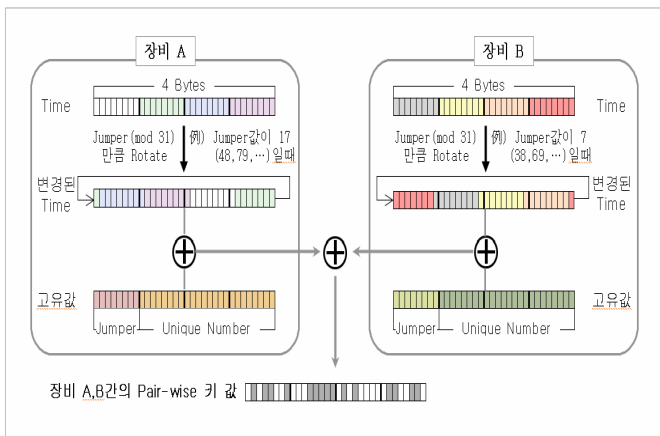 장비 A
4 Bytes
Time
Jumper(mod 31) 例) Jumper값이 17
만큼 Rotate (48,79,…)일때
변경된
Time
고유값
Jumper Unique Number
장비 B
4 Bytes
Time
Jumper(mod 31) 例) Jumper값이 7
만큼 Rotate (38,69,…)일때
변경된
Time
고유값
Jumper Unique Number
장비 A,B간의 Pair-wise 키 값